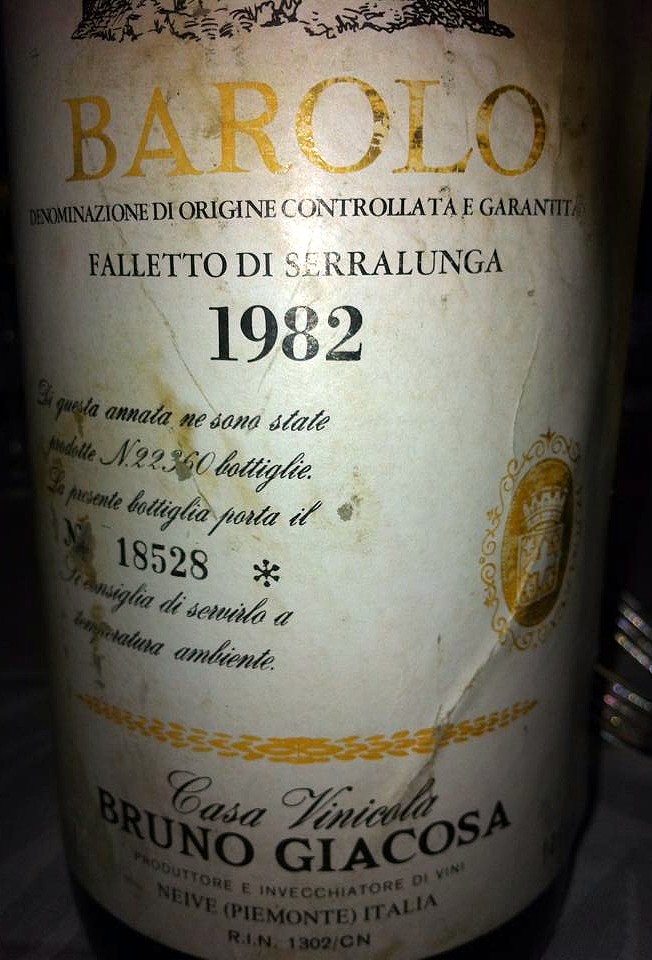 BAROLO
DENOMINAZIONE DI ORIGINE CONTROLLATA E GARANTITA
FALLETTO DI SERRALUNGA
1982
Di questa annata ne sono state
prodotte N. 22360 bottiglie.
La presente bottiglia porta il
N° 18528 *
Si consiglia di servirlo a
temperatura ambiente.
Casa Vinicola
BRUNO GIACOSA
PRODUTTORE E INVECCHIATORE DI VINI
NEIVE (PIEMONTE) ITALIA
R.I.N. 1302/CN